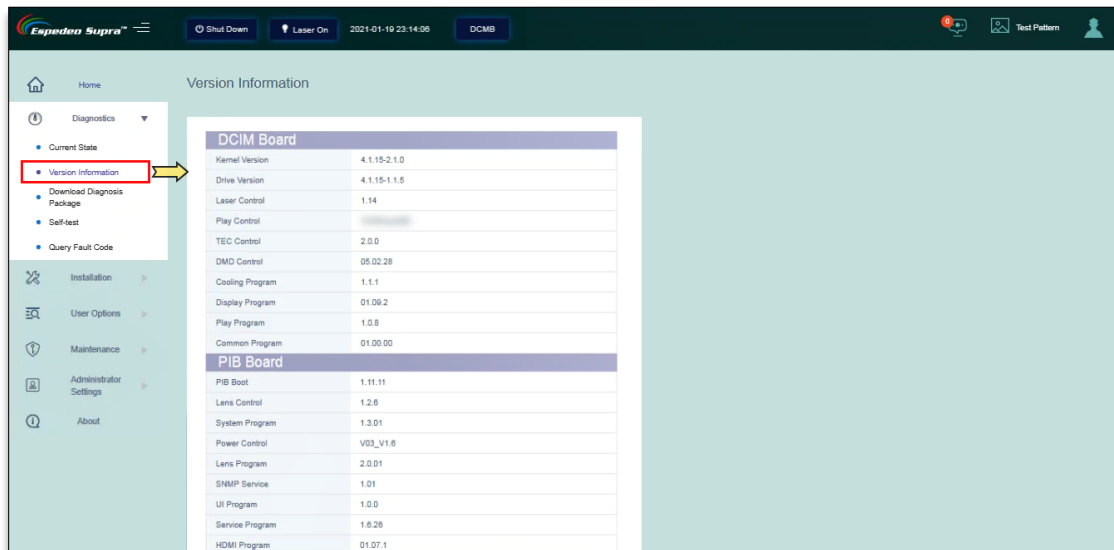 Espedeo Supra™
Shut Down
Laser On
2021-01-19 23:14:06
DCMB
0
Test Pattern
Home
Diagnostics
Current State
Version Information
Download Diagnosis
Package
Self-test
Query Fault Code
Installation
User Options
Maintenance
Administrator
Settings
About
Version Information
DCIM Board
Kernel Version 4.1.15-2.1.0
Drive Version 4.1.15-1.1.5
Laser Control 1.14
Play Control
TEC Control 2.0.0
DMD Control 05.02.28
Cooling Program 1.1.1
Display Program 01.09.2
Play Program 1.0.8
Common Program 01.00.00
PIB Board
PIB Boot 1.11.11
Lens Control 1.2.6
System Program 1.3.01
Power Control V03_V1.6
Lens Program 2.0.01
SNMP Service 1.01
UI Program 1.0.0
Service Program 1.6.26
HDMI Program 01.07.1